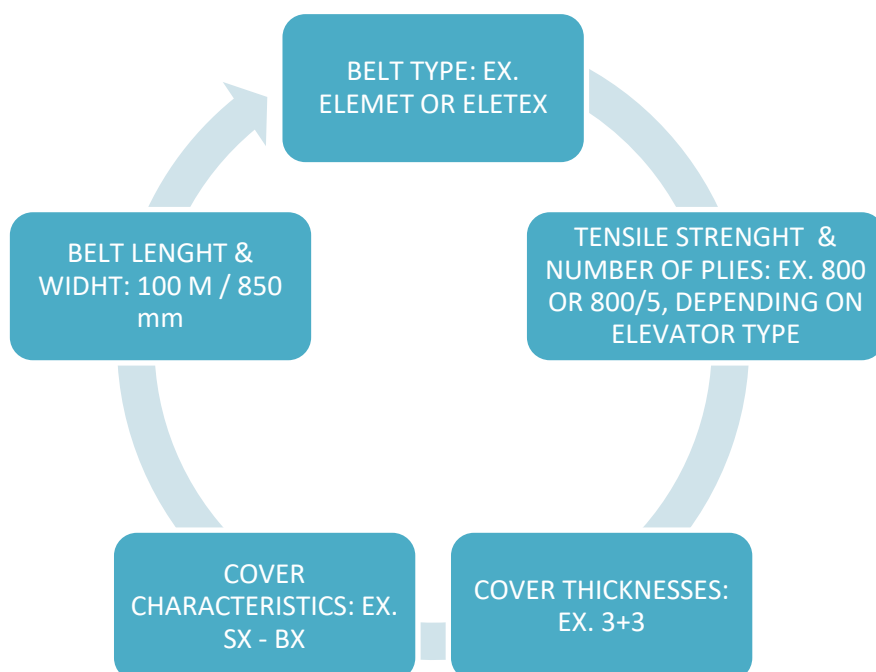 BELT TYPE: EX.
ELEMET OR ELETEX
TENSILE STRENGHT &
NUMBER OF PLIES: EX. 800
OR 800/5, DEPENDING ON
ELEVATOR TYPE
COVER THICKNESSES:
EX. 3+3
COVER
CHARACTERISTICS: EX.
SX - BX
BELT LENGHT &
WIDHT: 100 M / 850
mm